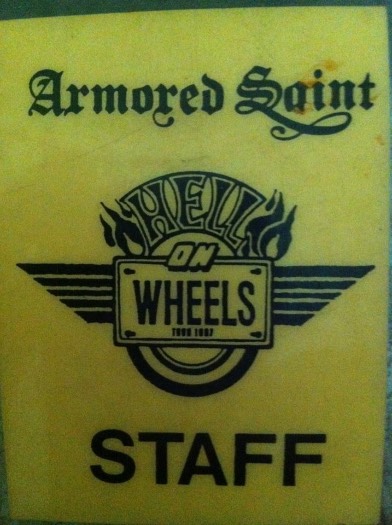 Armored Saint
HELL
ON
WHEELS
TOUR 1987
STAFF